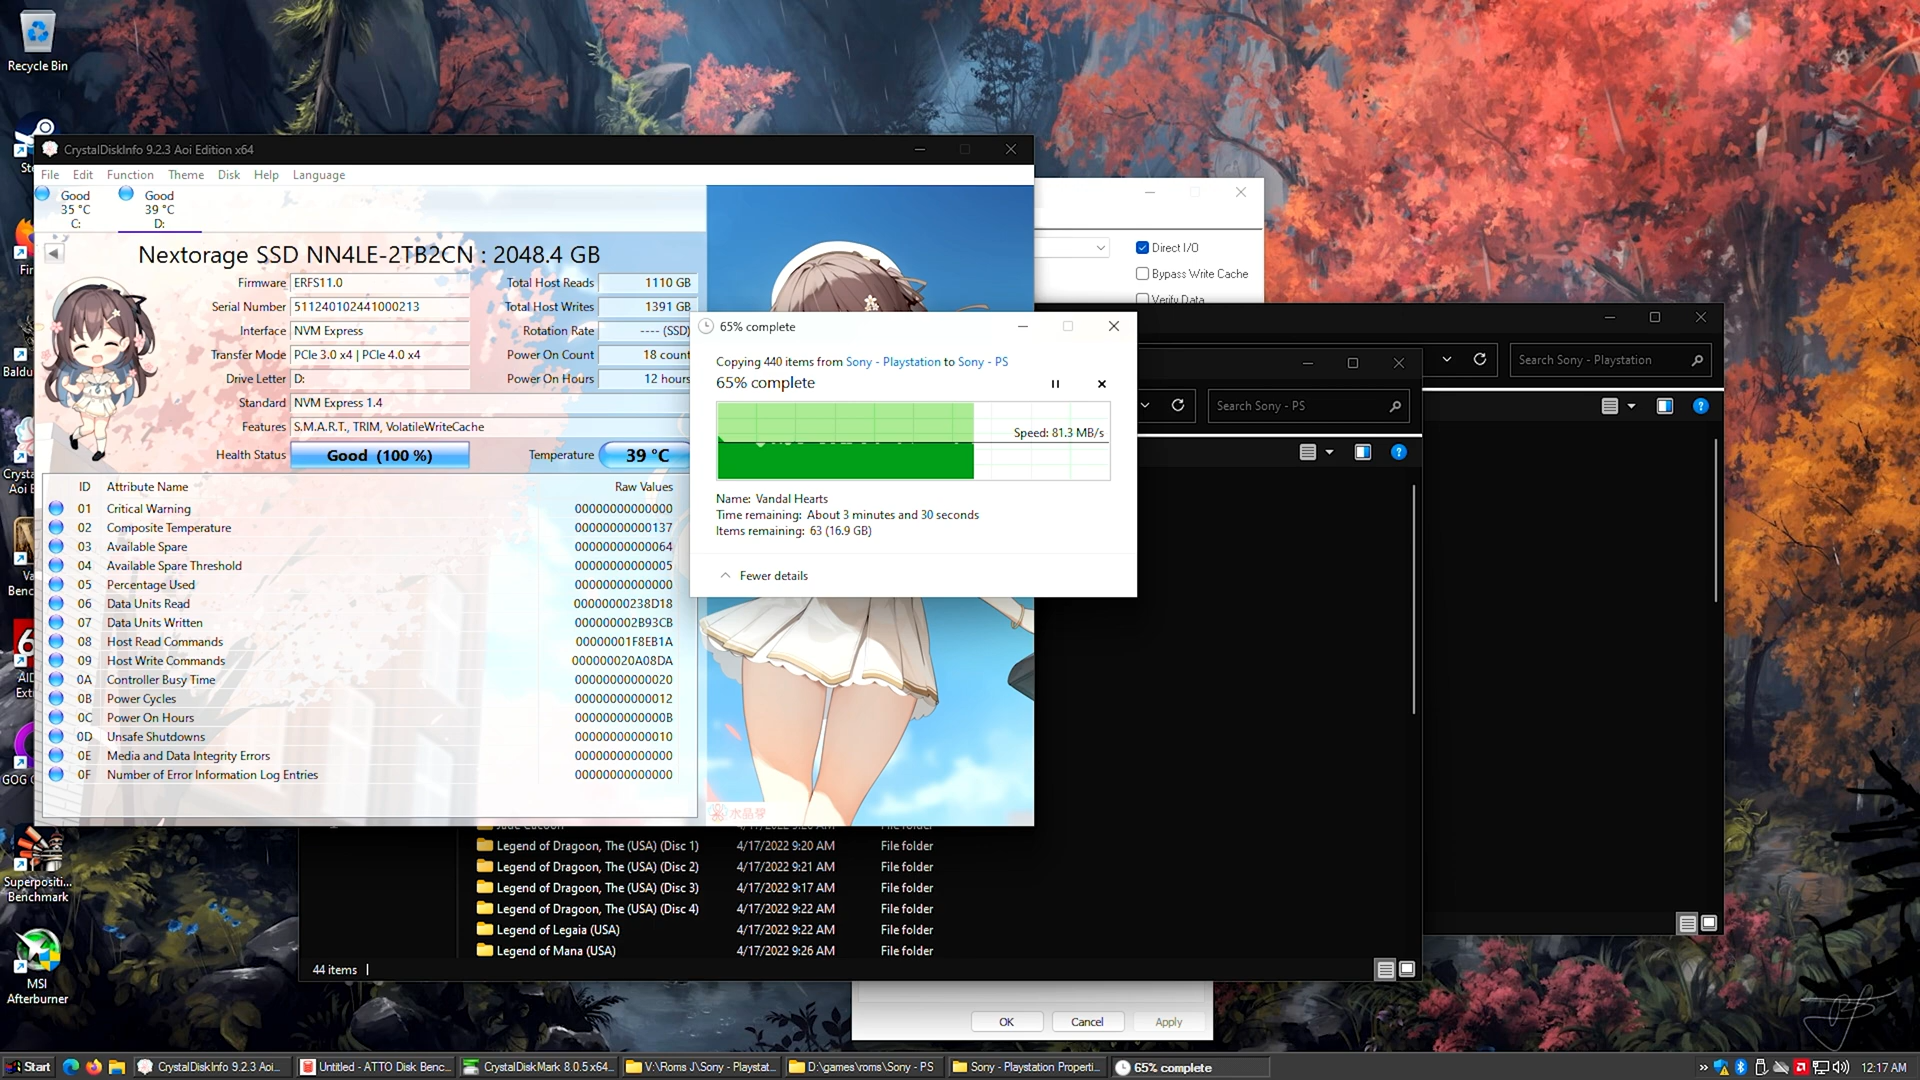 Recycle Bin
CrystalDiskInfo 9.2.3 Aoi Edition x64
File Edit Function Theme Disk Help Language
Good
35 °C
C:
Good
39 °C
D:
Nextorage SSD NN4LE-2TB2CN : 2048.4 GB
Firmware ERFS11.0
Serial Number 511240102441000213
Interface NVM Express
Transfer Mode PCIe 3.0 x4 | PCIe 4.0 x4
Drive Letter D:
Standard NVM Express 1.4
Features S.M.A.R.T., TRIM, VolatileWriteCache
Health Status Good (100 %)
Total Host Reads 1110 GB
Total Host Writes 1391 GB
Rotation Rate ---- (SSD)
Power On Count 18 count
Power On Hours 12 hours
Temperature 39 °C
ID Attribute Name Raw Values
01 Critical Warning 00000000000000
02 Composite Temperature 00000000000137
03 Available Spare 00000000000064
04 Available Spare Threshold 00000000000005
05 Percentage Used 00000000000000
06 Data Units Read 00000000238D18
07 Data Units Written 000000002B93CB
08 Host Read Commands 00000001F8EB1A
09 Host Write Commands 000000020A08DA
0A Controller Busy Time 00000000000020
0B Power Cycles 00000000000012
0C Power On Hours 0000000000000B
0D Unsafe Shutdowns 00000000000010
0E Media and Data Integrity Errors 00000000000000
0F Number of Error Information Log Entries 00000000000000
水晶雫
Direct I/O
Bypass Write Cache
Verify Data
65% complete
Copying 440 items from Sony - Playstation to Sony - PS
65% complete
Speed: 81.3 MB/s
Name: Vandal Hearts
Time remaining: About 3 minutes and 30 seconds
Items remaining: 63 (16.9 GB)
Fewer details
Search Sony - Playstation
Search Sony - PS
Legend of Dragoon, The (USA) (Disc 1) 4/17/2022 9:20 AM File folder
Legend of Dragoon, The (USA) (Disc 2) 4/17/2022 9:21 AM File folder
Legend of Dragoon, The (USA) (Disc 3) 4/17/2022 9:17 AM File folder
Legend of Dragoon, The (USA) (Disc 4) 4/17/2022 9:22 AM File folder
Legend of Legaia (USA) 4/17/2022 9:22 AM File folder
Legend of Mana (USA) 4/17/2022 9:26 AM File folder
44 items
OK Cancel Apply
Superpositi...
Benchmark
MSI
Afterburner
Start
CrystalDiskInfo 9.2.3 Aoi...
Untitled - ATTO Disk Benc...
CrystalDiskMark 8.0.5 x64...
V:\Roms J\Sony - Playstat...
D:\games\roms\Sony - PS
Sony - Playstation Properti...
65% complete
12:17 AM